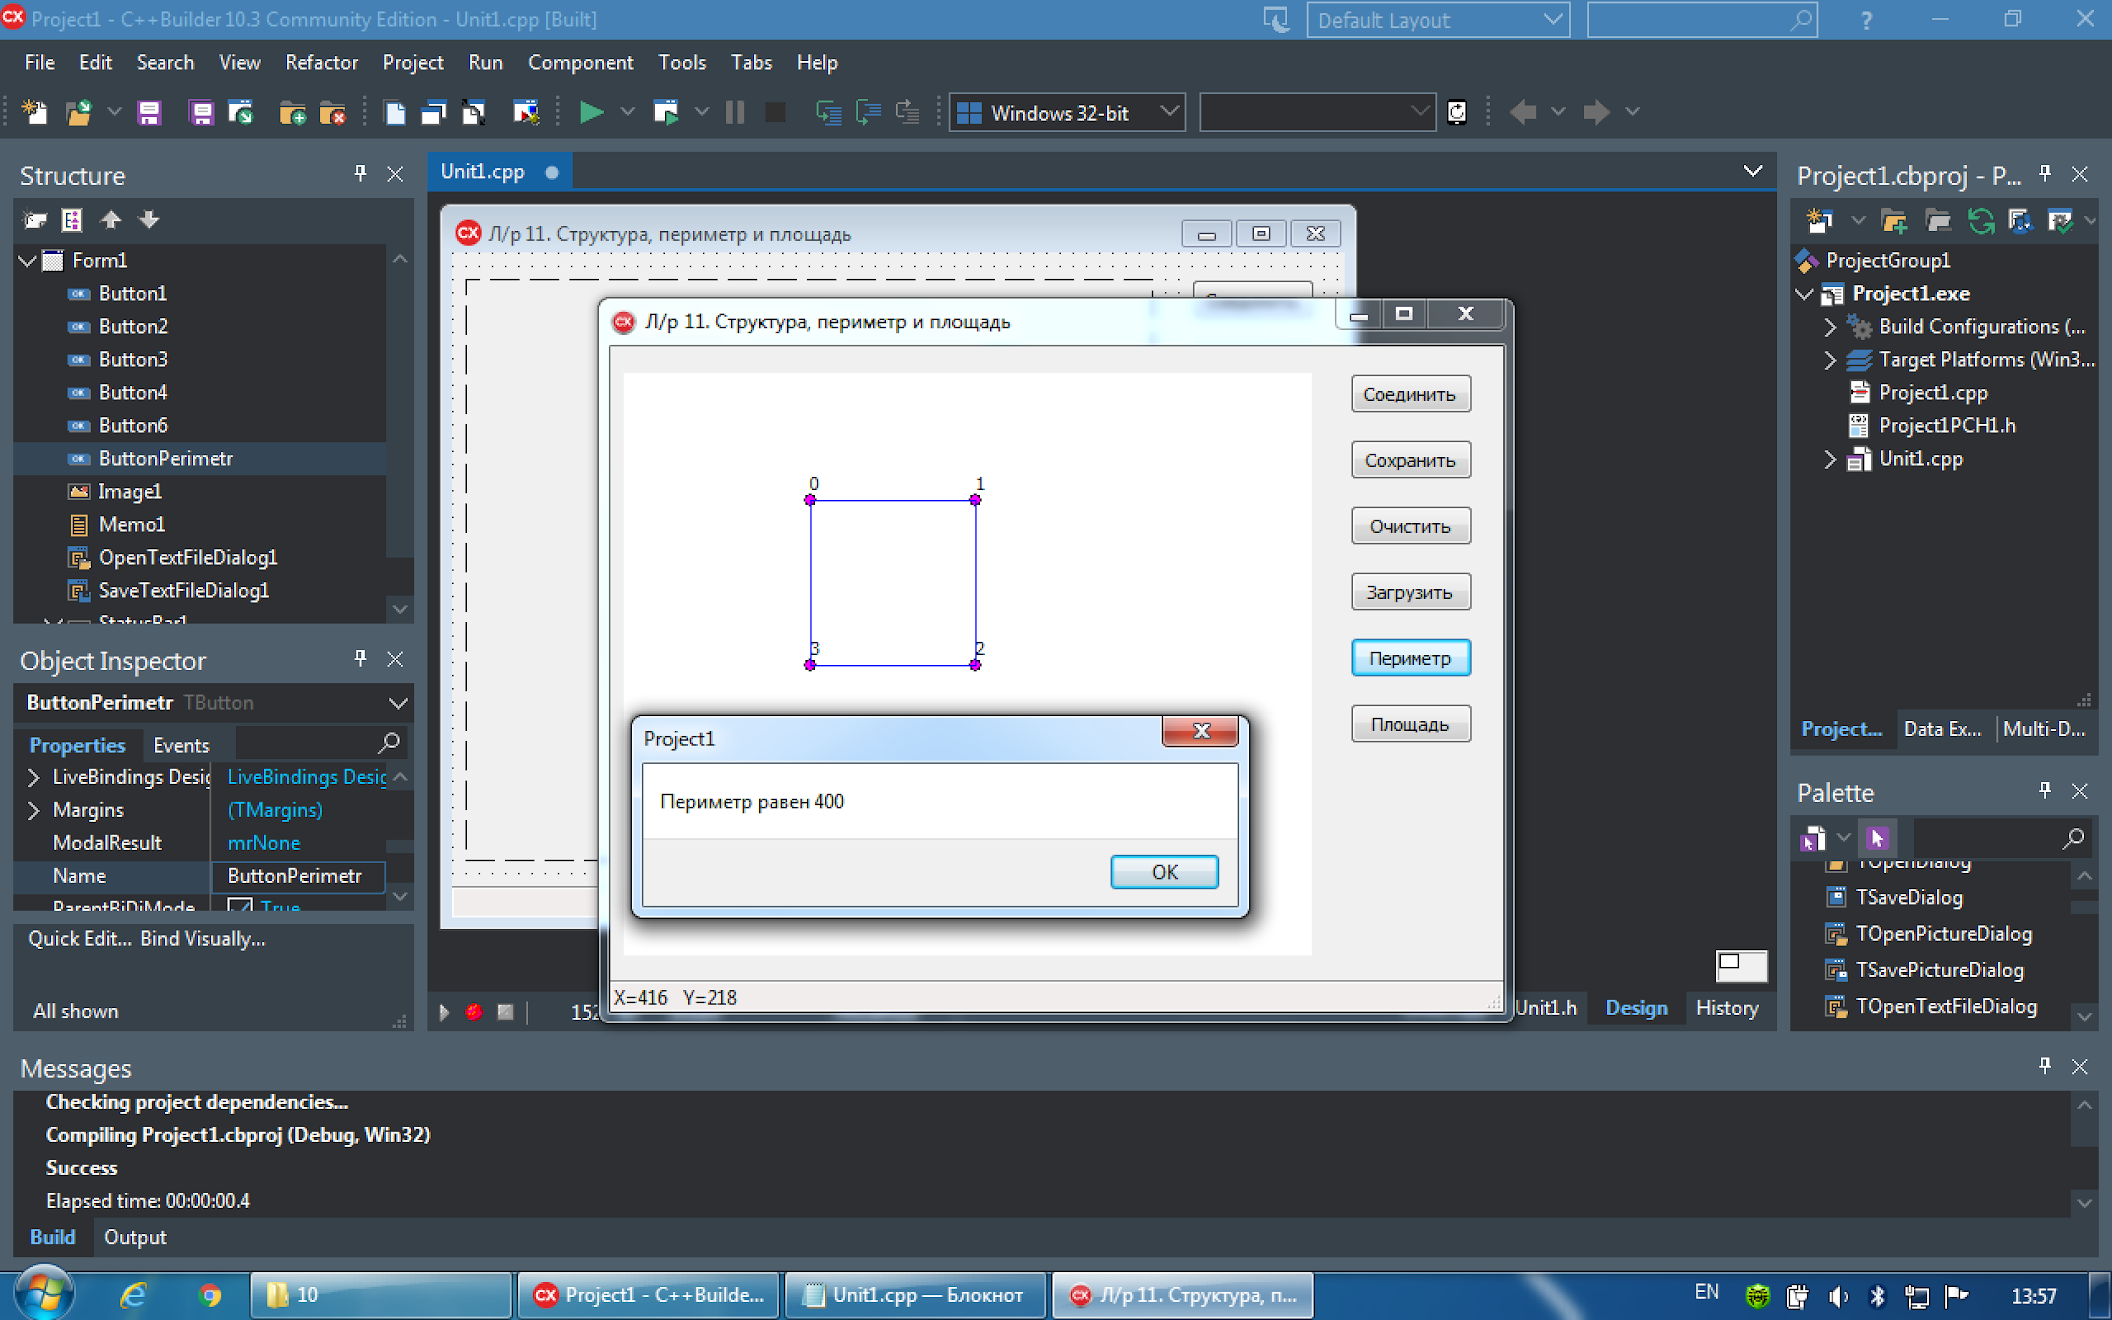 Project1 - C++Builder 10.3 Community Edition - Unit1.cpp [Built]
Default Layout
?
File Edit Search View Refactor Project Run Component Tools Tabs Help
Windows 32-bit
Structure
Form1
Button1
Button2
Button3
Button4
Button6
ButtonPerimetr
Image1
Memo1
OpenTextFileDialog1
SaveTextFileDialog1
StatusBar1
Object Inspector
ButtonPerimetr TButton
Properties Events
LiveBindings Desig LiveBindings Desig
Margins (TMargins)
ModalResult mrNone
Name ButtonPerimetr
ParentBiDiMode True
Quick Edit... Bind Visually...
All shown
Unit1.cpp
Л/р 11. Структура, периметр и площадь
Л/р 11. Структура, периметр и площадь
0 1
3 2
Соединить
Сохранить
Очистить
Загрузить
Периметр
Площадь
Project1
Периметр равен 400
OK
X=416 Y=218
152
Unit1.h Design History
Project1.cbproj - P...
ProjectGroup1
Project1.exe
Build Configurations (...
Target Platforms (Win3...
Project1.cpp
Project1PCH1.h
Unit1.cpp
Project... Data Ex... Multi-D...
Palette
TOpenDialog
TSaveDialog
TOpenPictureDialog
TSavePictureDialog
TOpenTextFileDialog
Messages
Checking project dependencies...
Compiling Project1.cbproj (Debug, Win32)
Success
Elapsed time: 00:00:00.4
Build Output
10
Project1 - C++Builde...
Unit1.cpp — Блокнот
Л/р 11. Структура, п...
EN
13:57